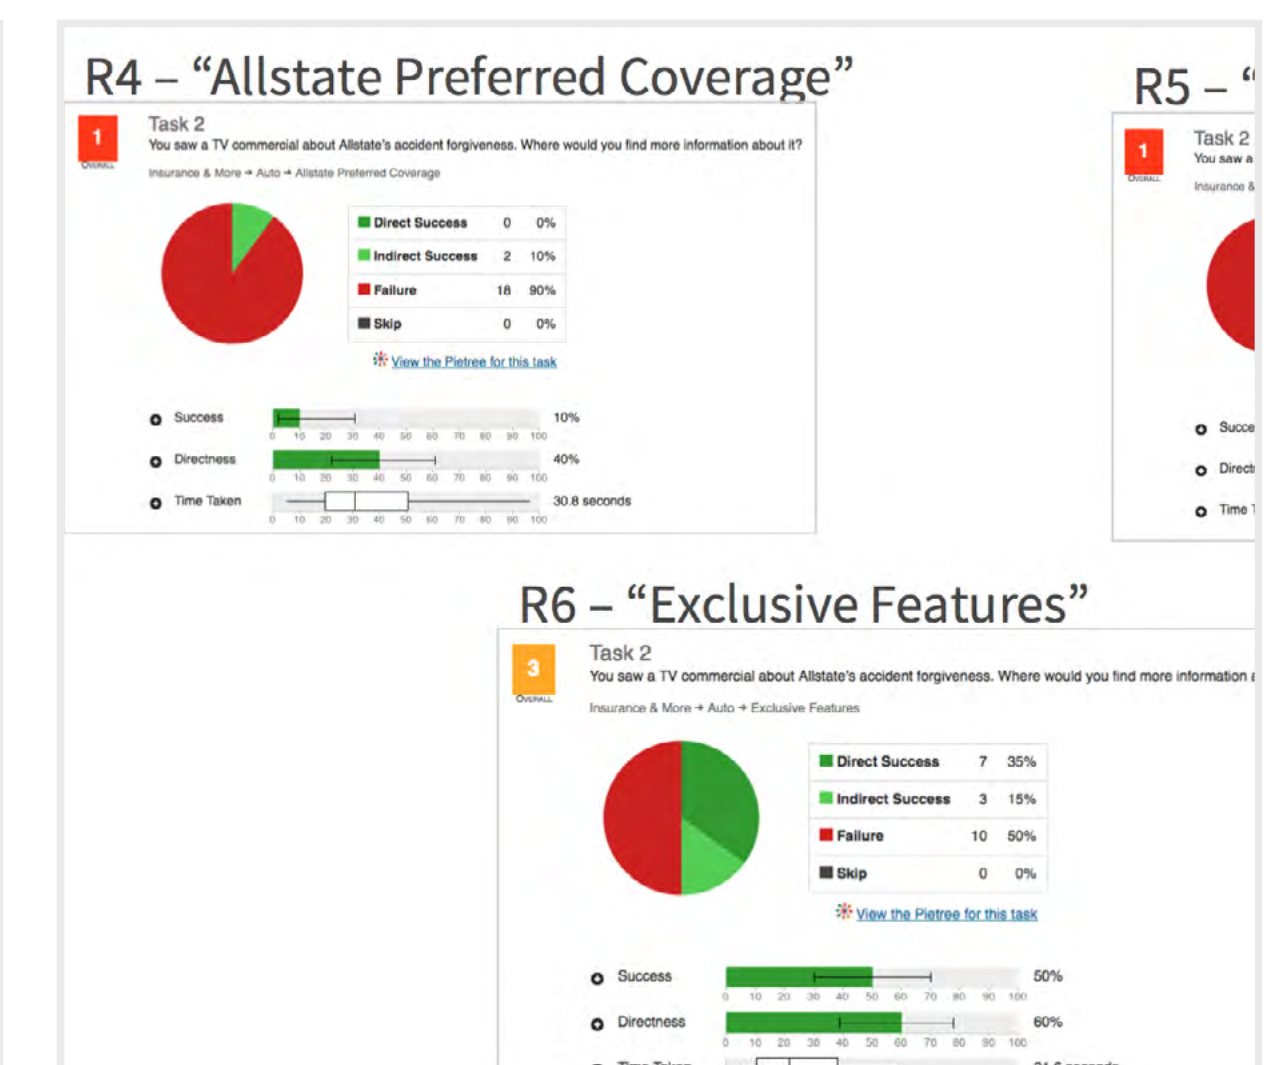 R4 – “Allstate Preferred Coverage”
1
OVERALL
Task 2
You saw a TV commercial about Allstate's accident forgiveness. Where would you find more information about it?
Insurance & More → Auto → Allstate Preferred Coverage
Direct Success 0 0%
Indirect Success 2 10%
Failure 18 90%
Skip 0 0%
View the Pietree for this task
Success 10%
0 10 20 30 40 50 60 70 80 90 100
Directness 40%
0 10 20 30 40 50 60 70 80 90 100
Time Taken 30.8 seconds
0 10 20 30 40 50 60 70 80 90 100
R5 – “
1
OVERALL
Task 2
You saw a
Insurance &
Succe
Direct
Time T
R6 – “Exclusive Features”
3
OVERALL
Task 2
You saw a TV commercial about Allstate's accident forgiveness. Where would you find more information
Insurance & More → Auto → Exclusive Features
Direct Success 7 35%
Indirect Success 3 15%
Failure 10 50%
Skip 0 0%
View the Pietree for this task
Success 50%
0 10 20 30 40 50 60 70 80 90 100
Directness 60%
0 10 20 30 40 50 60 70 80 90 100